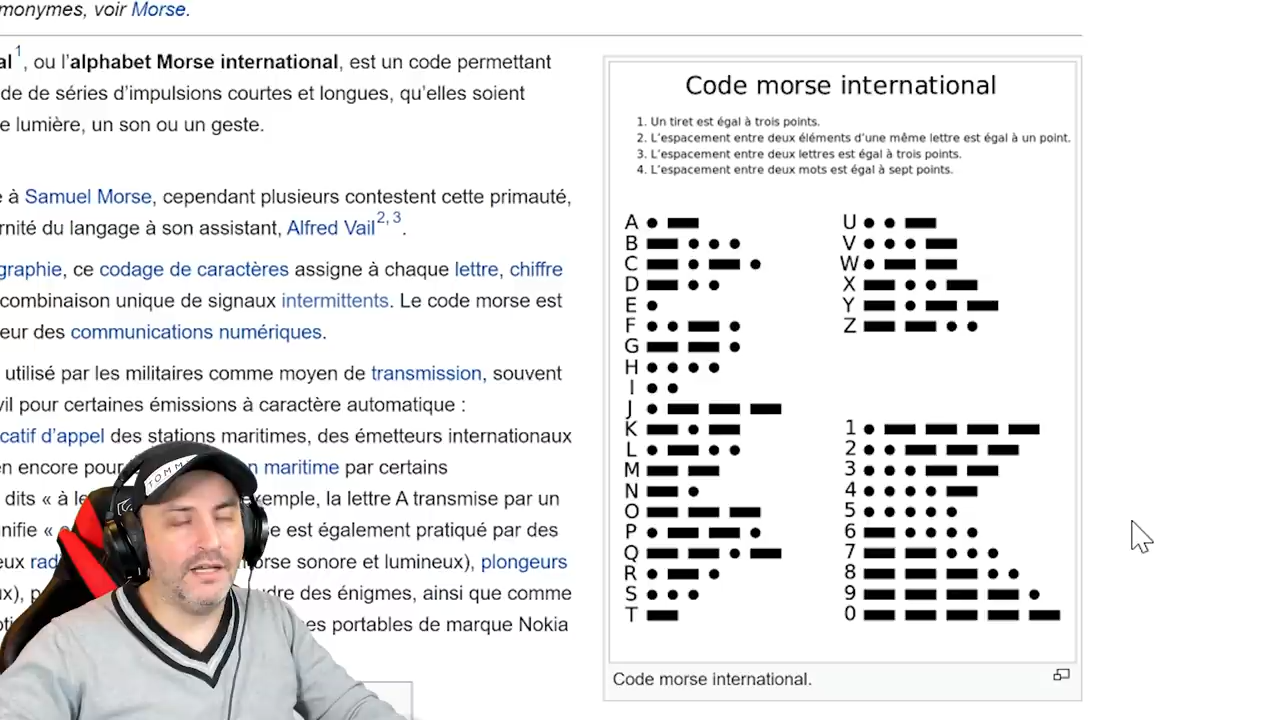 monymes, voir Morse.
al1, ou l'alphabet Morse international, est un code permettant
de de séries d'impulsions courtes et longues, qu'elles soient
e lumière, un son ou un geste.
e à Samuel Morse, cependant plusieurs contestent cette primauté,
rnité du langage à son assistant, Alfred Vail2, 3.
graphie, ce codage de caractères assigne à chaque lettre, chiffre
combinaison unique de signaux intermittents. Le code morse est
eur des communications numériques.
utilisé par les militaires comme moyen de transmission, souvent
vil pour certaines émissions à caractère automatique :
catif d'appel des stations maritimes, des émetteurs internationaux
en encore pour n maritime par certains
dits « à le exemple, la lettre A transmise par un
nifie « e est également pratiqué par des
eux rad orse sonore et lumineux), plongeurs
ux), p udre des énigmes, ainsi que comme
es portables de marque Nokia
TOMM
Code morse international
1. Un tiret est égal à trois points.
2. L'espacement entre deux éléments d'une même lettre est égal à un point.
3. L'espacement entre deux lettres est égal à trois points.
4. L'espacement entre deux mots est égal à sept points.
A
B
C
D
E
F
G
H
I
J
K
L
M
N
O
P
Q
R
S
T
U
V
W
X
Y
Z
1
2
3
4
5
6
7
8
9
0
Code morse international.